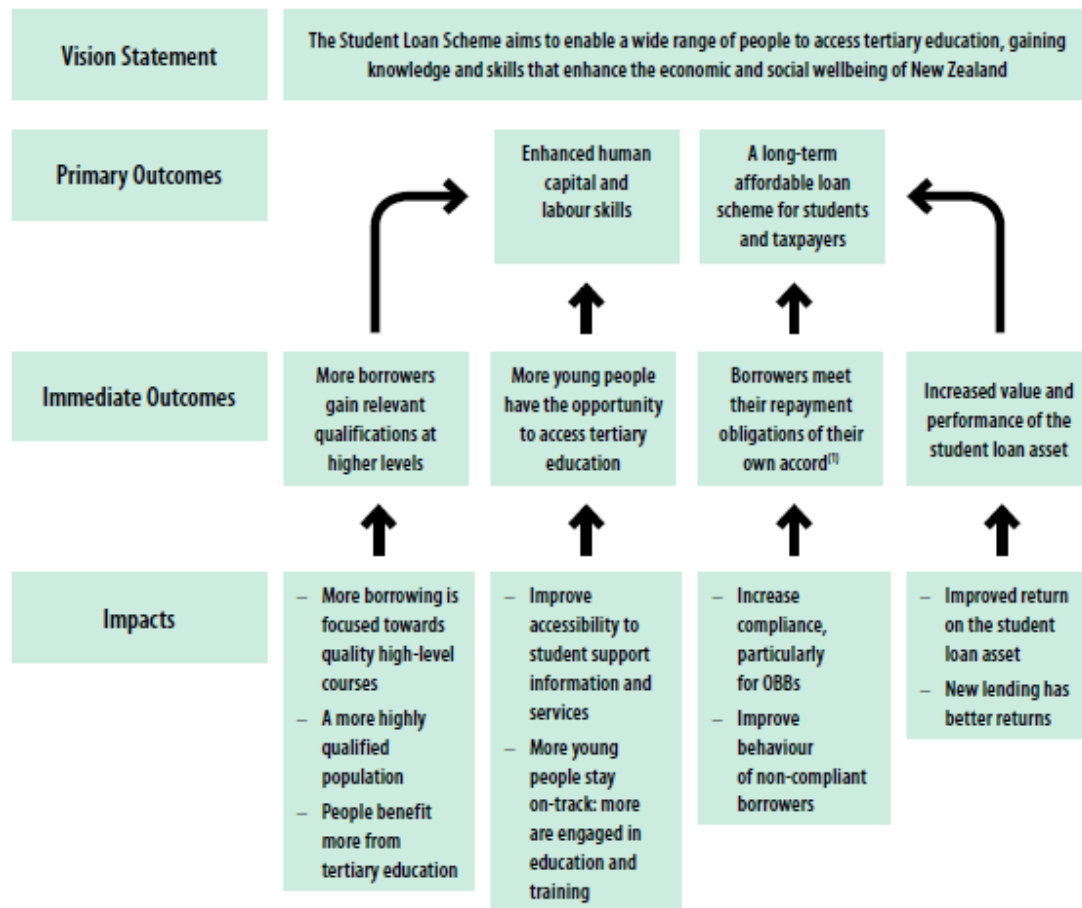 Vision Statement
The Student Loan Scheme aims to enable a wide range of people to access tertiary education, gaining
knowledge and skills that enhance the economic and social wellbeing of New Zealand
Primary Outcomes
Enhanced human
capital and
labour skills
A long-term
affordable loan
scheme for students
and taxpayers
Immediate Outcomes
More borrowers
gain relevant
qualifications at
higher levels
More young people
have the opportunity
to access tertiary
education
Borrowers meet
their repayment
obligations of their
own accord[1]
Increased value and
performance of the
student loan asset
Impacts
– More borrowing is
focused towards
quality high-level
courses
– A more highly
qualified
population
– People benefit
more from
tertiary education
– Improve
accessibility to
student support
information and
services
– More young
people stay
on-track: more
are engaged in
education and
training
– Increase
compliance,
particularly
for OBBs
– Improve
behaviour
of non-compliant
borrowers
– Improved return
on the student
loan asset
– New lending has
better returns